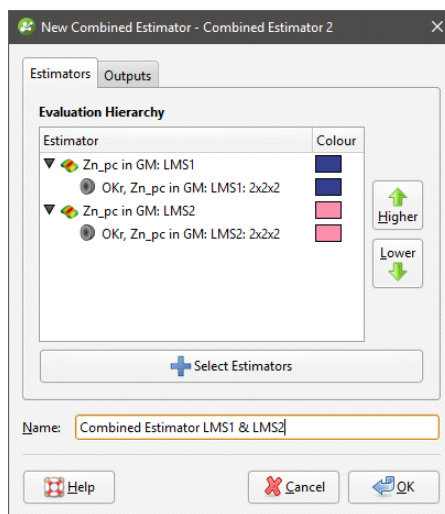 New Combined Estimator - Combined Estimator 2
Estimators
Outputs
Evaluation Hierarchy
Estimator Colour
Zn_pc in GM: LMS1
OKr, Zn_pc in GM: LMS1: 2x2x2
Zn_pc in GM: LMS2
OKr, Zn_pc in GM: LMS2: 2x2x2
Higher
Lower
Select Estimators
Name: Combined Estimator LMS1 & LMS2
Help Cancel OK